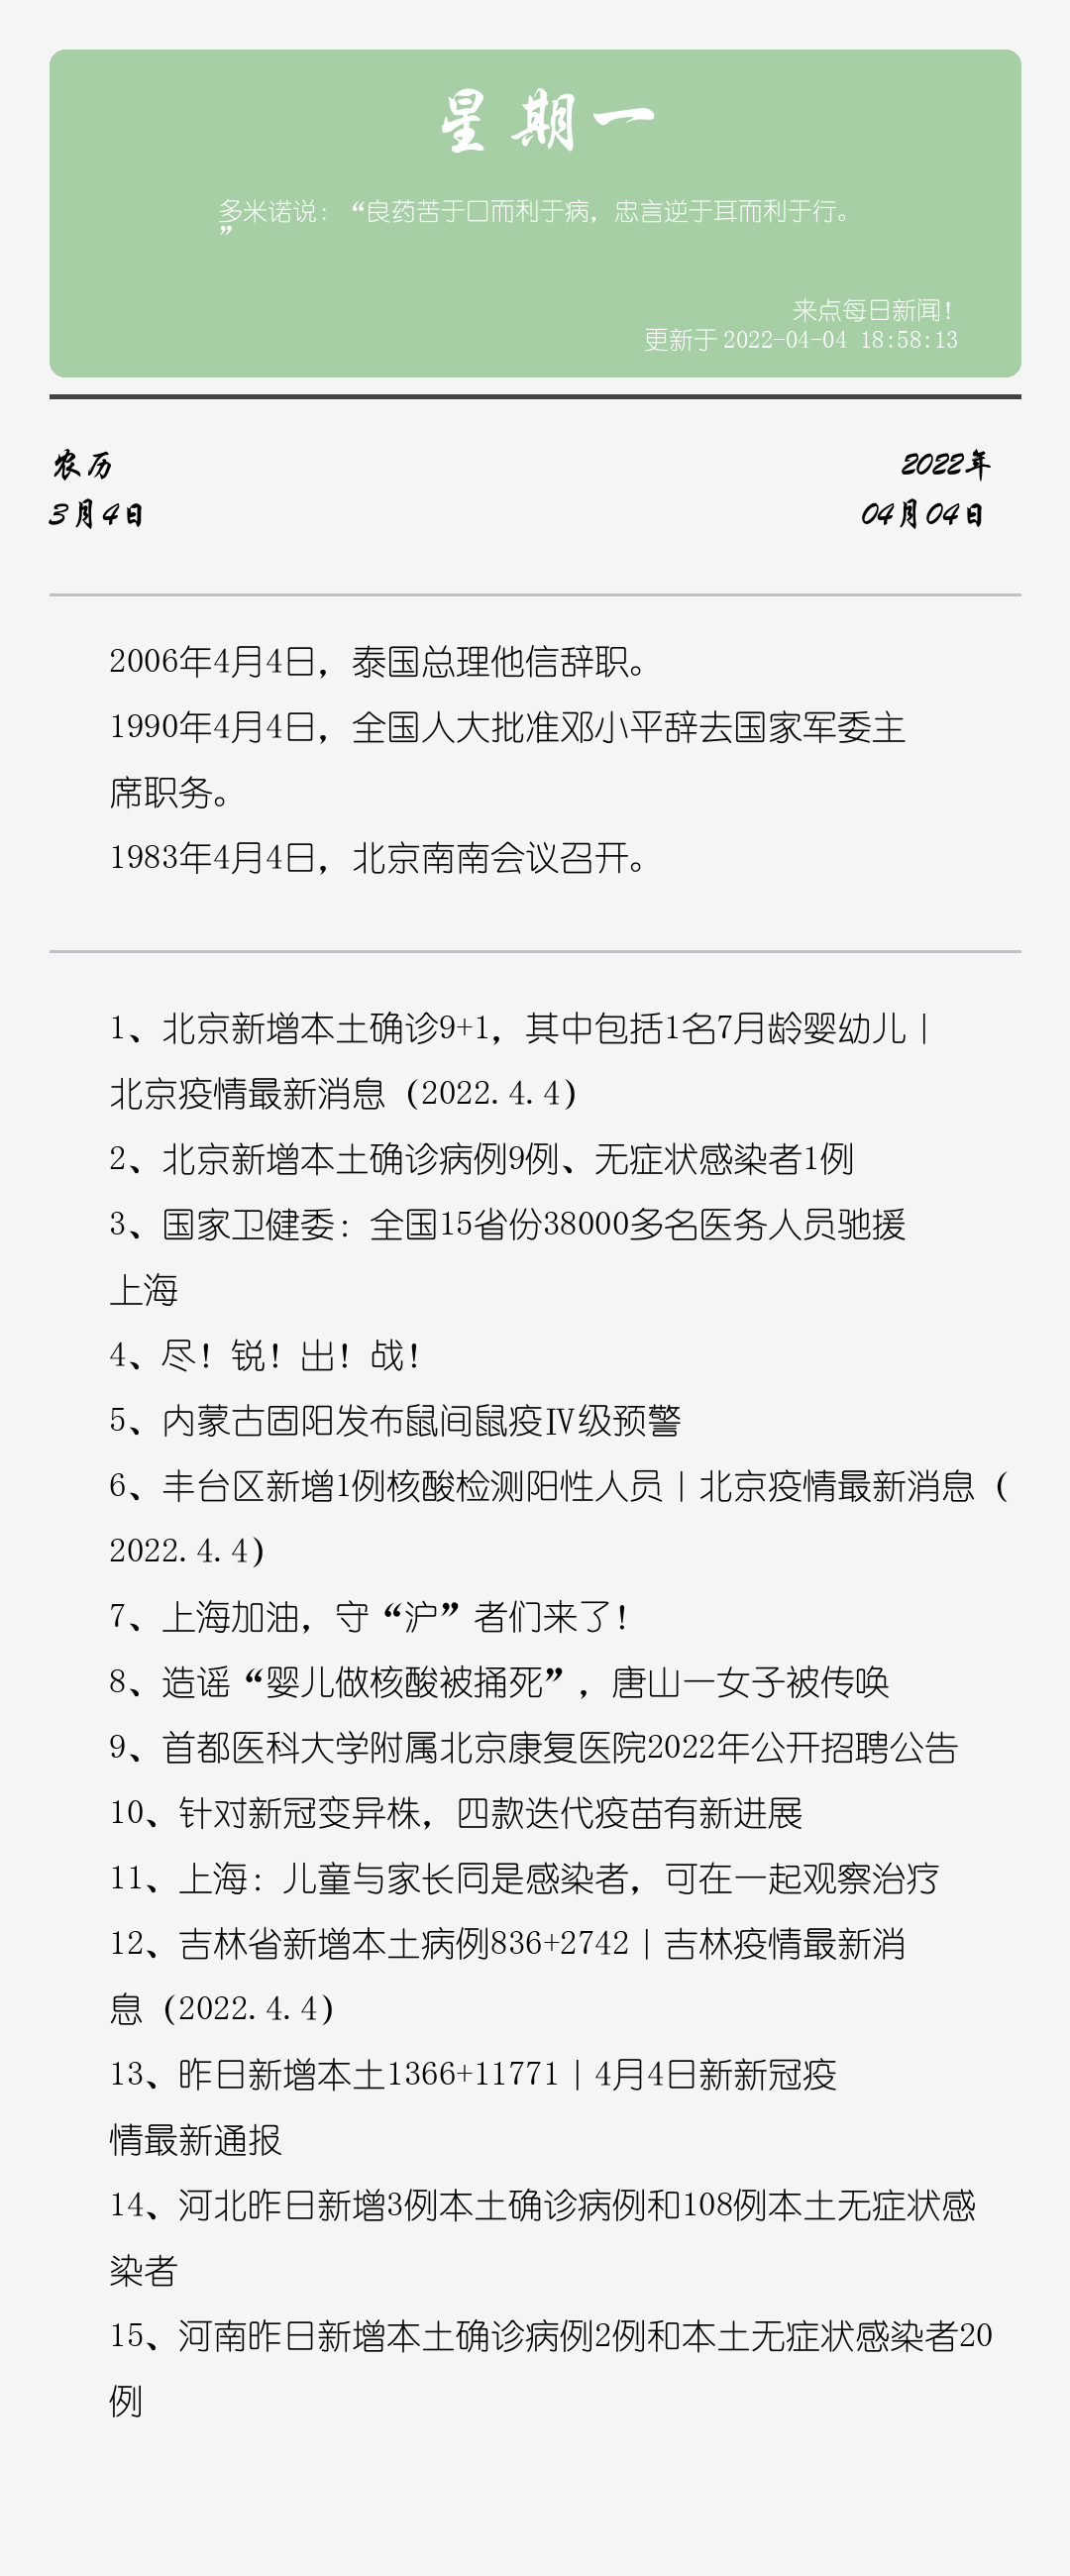 星期一
多米诺说：“良药苦于口而利于病，忠言逆于耳而利于行。
”
来点每日新闻！
更新于 2022-04-04 18:58:13
农历
2022年
3月4日
04月04日
2006年4月4日，泰国总理他信辞职。
1990年4月4日，全国人大批准邓小平辞去国家军委主
席职务。
1983年4月4日，北京南南会议召开。
1、北京新增本土确诊9+1，其中包括1名7月龄婴幼儿|
北京疫情最新消息（2022.4.4）
2、北京新增本土确诊病例9例、无症状感染者1例
3、国家卫健委：全国15省份38000多名医务人员驰援
上海
4、尽！锐！出！战！
5、内蒙古固阳发布鼠间鼠疫Ⅳ级预警
6、丰台区新增1例核酸检测阳性人员|北京疫情最新消息（
2022.4.4）
7、上海加油，守“沪”者们来了！
8、造谣“婴儿做核酸被捅死”，唐山一女子被传唤
9、首都医科大学附属北京康复医院2022年公开招聘公告
10、针对新冠变异株，四款迭代疫苗有新进展
11、上海：儿童与家长同是感染者，可在一起观察治疗
12、吉林省新增本土病例836+2742|吉林疫情最新消
息（2022.4.4）
13、昨日新增本土1366+11771|4月4日新新冠疫
情最新通报
14、河北昨日新增3例本土确诊病例和108例本土无症状感
染者
15、河南昨日新增本土确诊病例2例和本土无症状感染者20
例